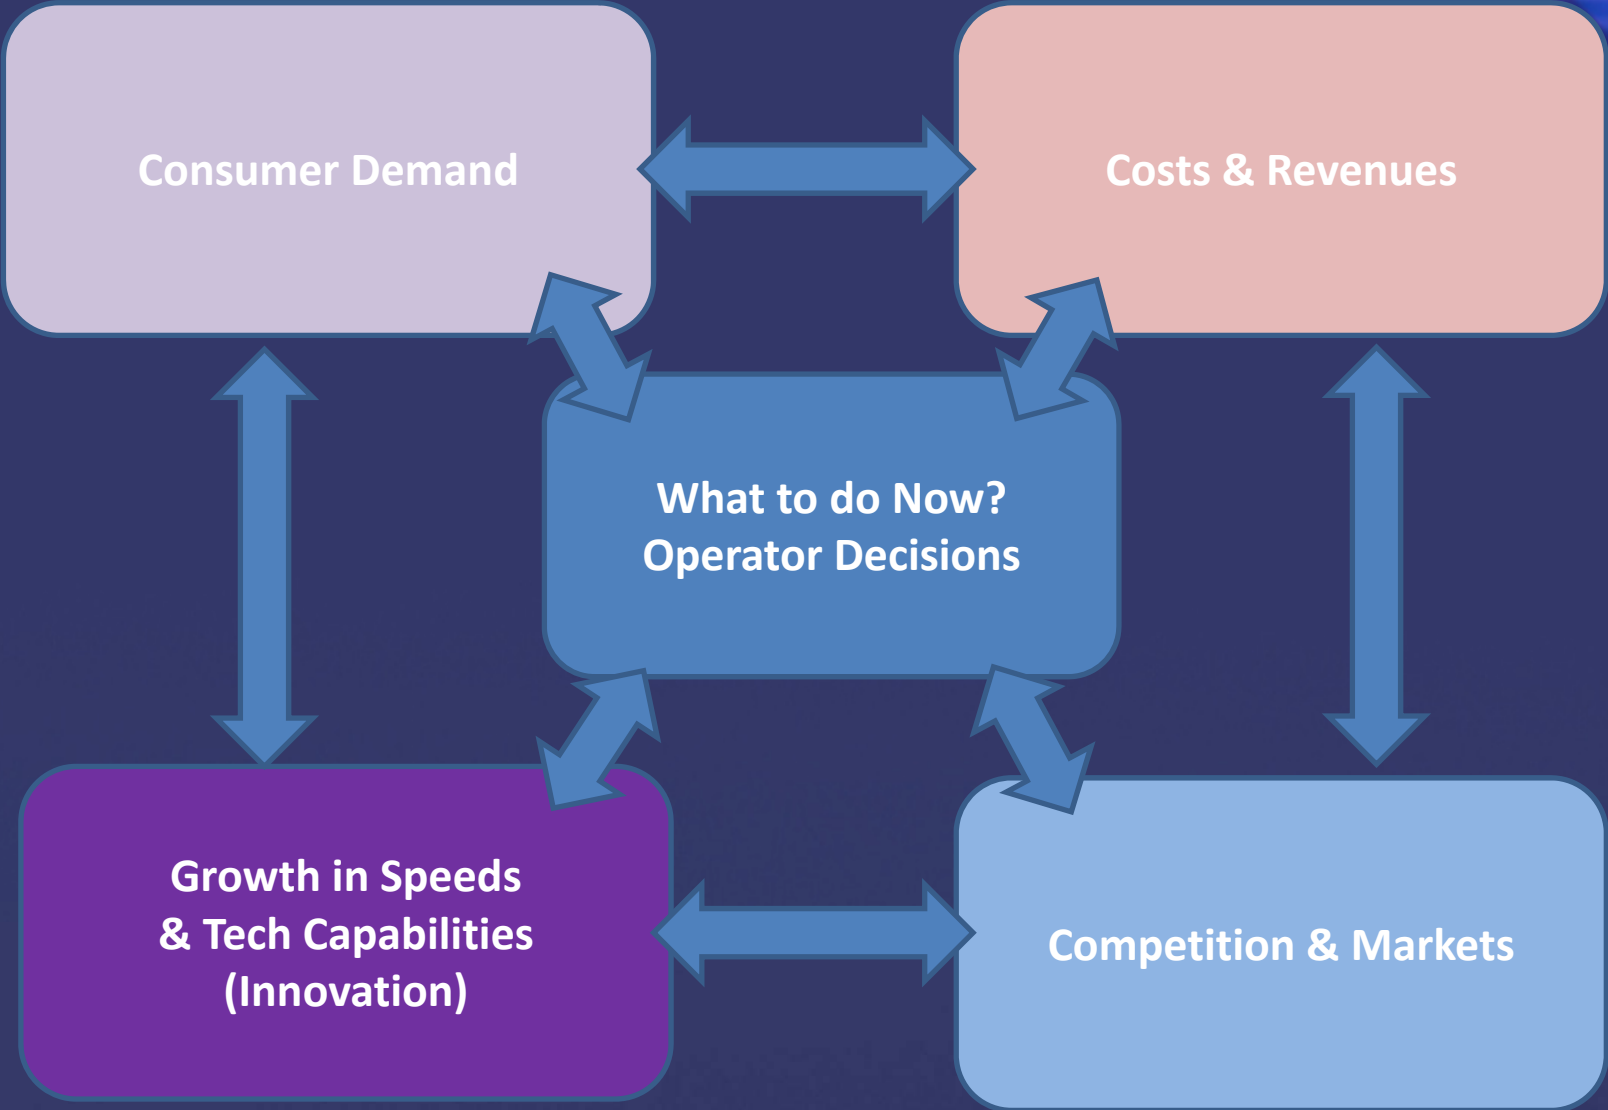 Consumer Demand
Costs & Revenues
What to do Now?
Operator Decisions
Growth in Speeds
& Tech Capabilities
(Innovation)
Competition & Markets